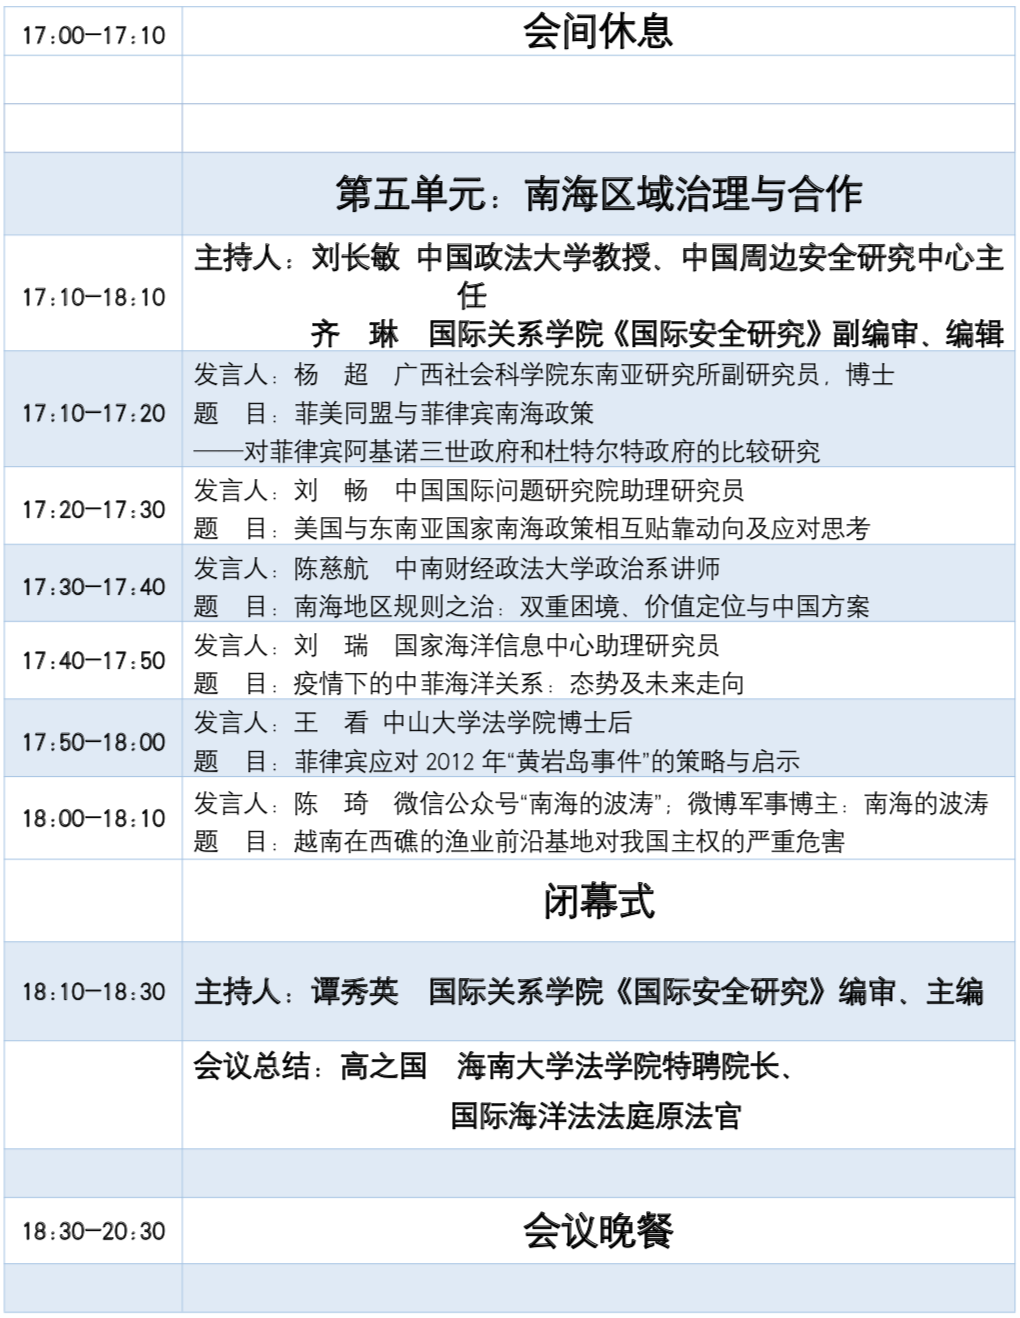 17:00—17:10 会间休息
第五单元：南海区域治理与合作
17:10—18:10 主持人：刘长敏 中国政法大学教授、中国周边安全研究中心主
任
齐 琳 国际关系学院《国际安全研究》副编审、编辑
17:10—17:20 发言人：杨 超 广西社会科学院东南亚研究所副研究员，博士
题 目：菲美同盟与菲律宾南海政策
——对菲律宾阿基诺三世政府和杜特尔特政府的比较研究
17:20—17:30 发言人：刘 畅 中国国际问题研究院助理研究员
题 目：美国与东南亚国家南海政策相互贴靠动向及应对思考
17:30—17:40 发言人：陈慈航 中南财经政法大学政治系讲师
题 目：南海地区规则之治：双重困境、价值定位与中国方案
17:40—17:50 发言人：刘 瑞 国家海洋信息中心助理研究员
题 目：疫情下的中菲海洋关系：态势及未来走向
17:50—18:00 发言人：王 看 中山大学法学院博士后
题 目：菲律宾应对 2012 年“黄岩岛事件”的策略与启示
18:00—18:10 发言人：陈 琦 微信公众号“南海的波涛”；微博军事博主：南海的波涛
题 目：越南在西礁的渔业前沿基地对我国主权的严重危害
闭幕式
18:10—18:30 主持人：谭秀英 国际关系学院《国际安全研究》编审、主编
会议总结：高之国 海南大学法学院特聘院长、
国际海洋法法庭原法官
18:30—20:30 会议晚餐